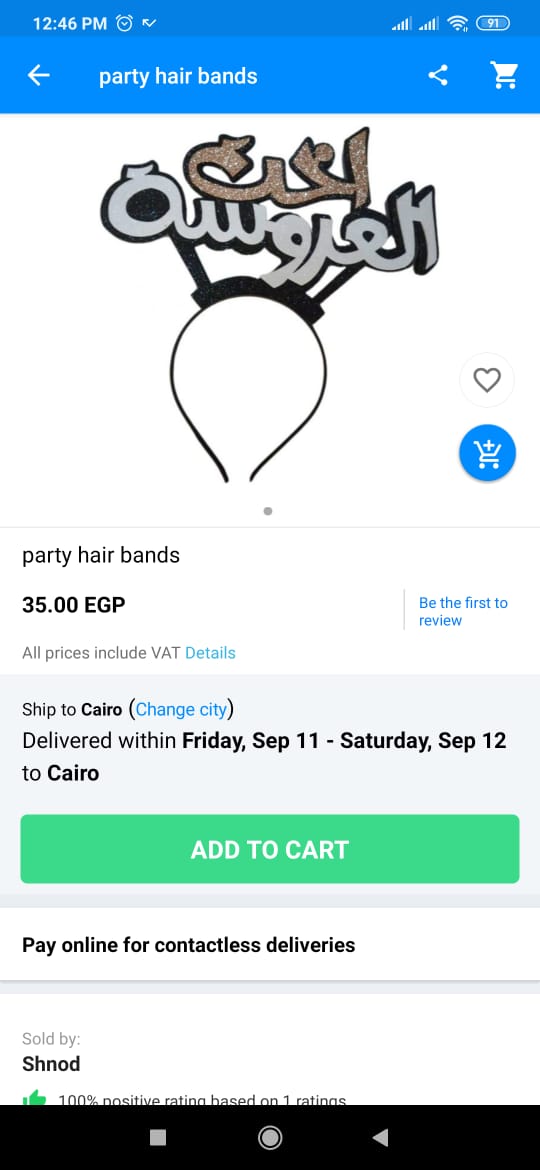 12:46 PM
91
party hair bands
اخت
العروسة
party hair bands
35.00 EGP
Be the first to
review
All prices include VAT Details
Ship to Cairo (Change city)
Delivered within Friday, Sep 11 - Saturday, Sep 12
to Cairo
ADD TO CART
Pay online for contactless deliveries
Sold by:
Shnod
100% positive rating based on 1 ratings